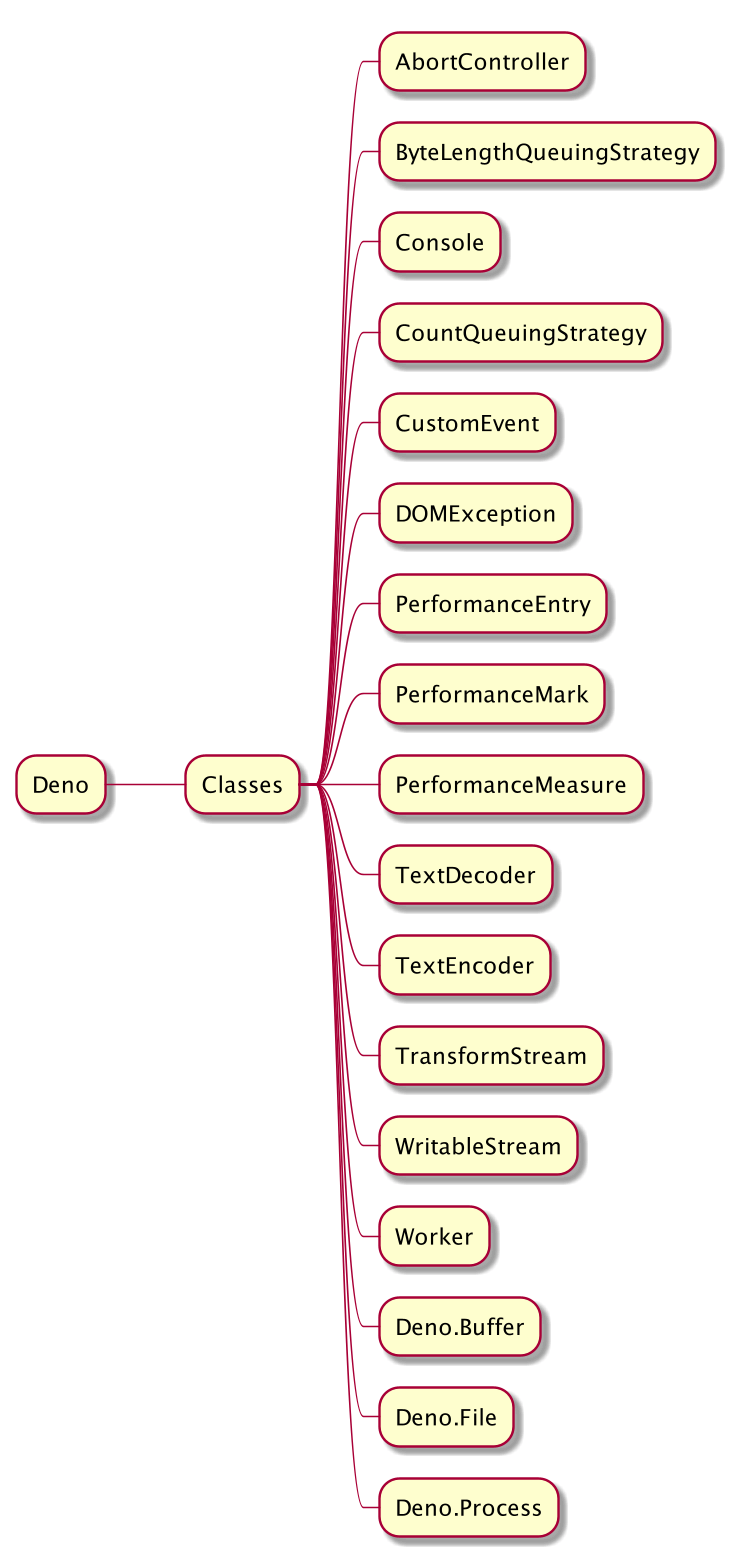 Deno
Classes
AbortController
ByteLengthQueuingStrategy
Console
CountQueuingStrategy
CustomEvent
DOMException
PerformanceEntry
PerformanceMark
PerformanceMeasure
TextDecoder
TextEncoder
TransformStream
WritableStream
Worker
Deno.Buffer
Deno.File
Deno.Process